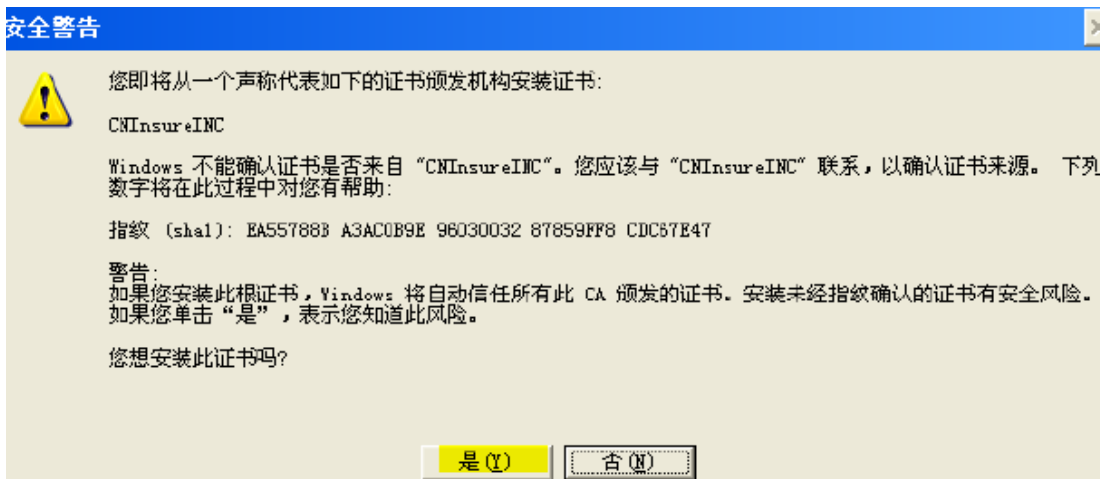 安全警告
您即将从一个声称代表如下的证书颁发机构安装证书:
CNInsureINC
Windows 不能确认证书是否来自 “CNInsureINC”。您应该与 “CNInsureINC” 联系，以确认证书来源。 下列
数字将在此过程中对您有帮助:
指纹 (sha1): EA55788B A3AC0B9E 96030032 87859FF8 CDC67E47
警告:
如果您安装此根证书，Windows 将自动信任所有此 CA 颁发的证书。安装未经指纹确认的证书有安全风险。
如果您单击“是”，表示您知道此风险。
您想安装此证书吗?
是(Y) 否(N)